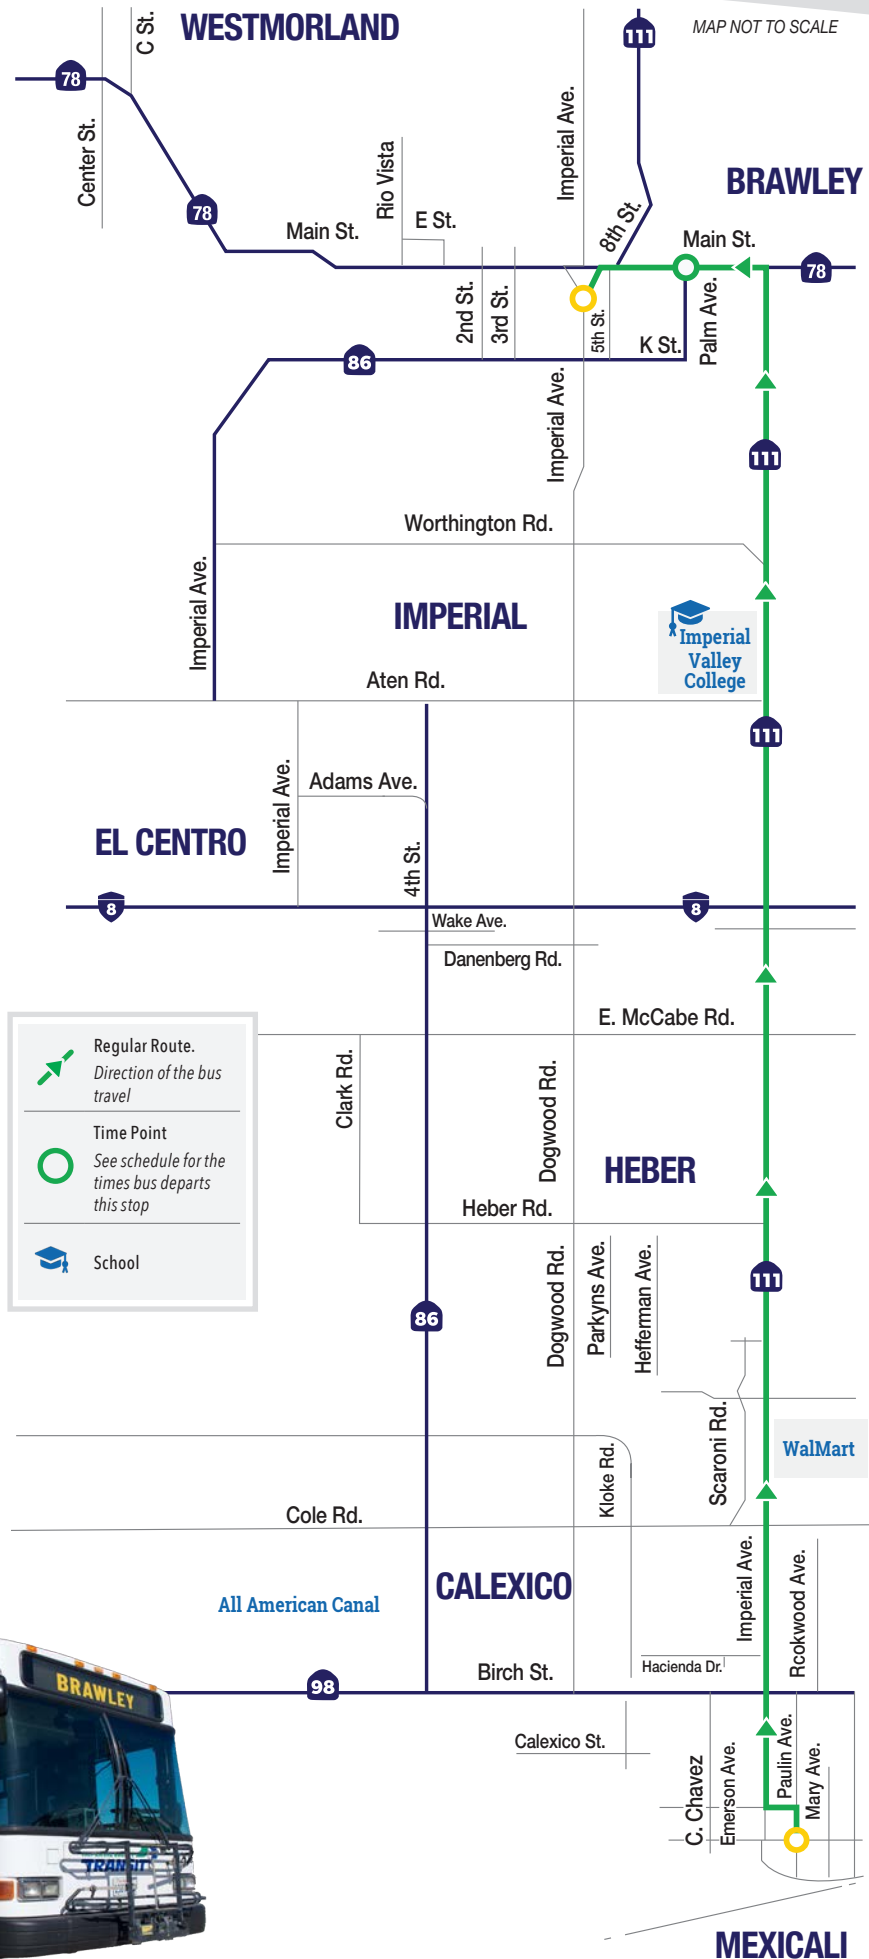 WESTMORLAND
C St.
111
MAP NOT TO SCALE
78
Center St.
Imperial Ave.
Rio Vista
BRAWLEY
78
Main St.
E St.
8th St.
Main St.
78
2nd St.
3rd St.
5th St.
K St.
Palm Ave.
86
Imperial Ave.
111
Worthington Rd.
Imperial Ave.
IMPERIAL
Imperial
Valley
College
Aten Rd.
111
Imperial Ave.
Adams Ave.
EL CENTRO
4th St.
8
8
Wake Ave.
Danenberg Rd.
E. McCabe Rd.
Regular Route.
Direction of the bus
travel
Time Point
See schedule for the
times bus departs
this stop
School
Clark Rd.
Dogwood Rd.
HEBER
Heber Rd.
Dogwood Rd.
Parkyns Ave.
Hefferman Ave.
111
86
Scaroni Rd.
WalMart
Kloke Rd.
Cole Rd.
Imperial Ave.
Rcokwood Ave.
CALEXICO
All American Canal
Hacienda Dr.
Birch St.
98
BRAWLEY
Calexico St.
C. Chavez
Emerson Ave.
Paulin Ave.
Mary Ave.
TRANSIT
MEXICALI